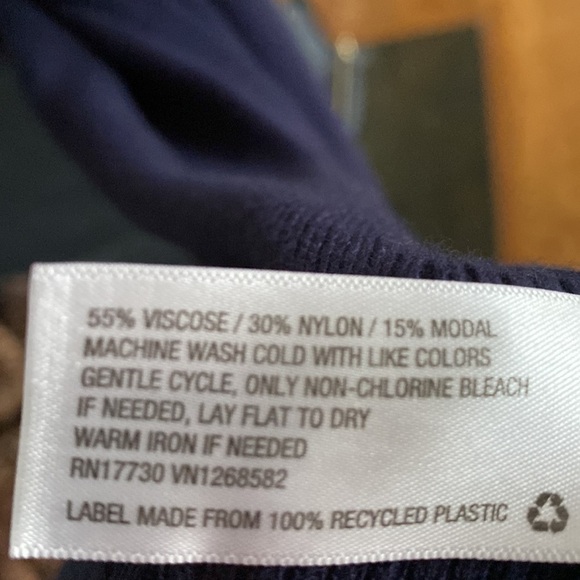 55% VISCOSE / 30% NYLON / 15% MODAL
MACHINE WASH COLD WITH LIKE COLORS
GENTLE CYCLE, ONLY NON-CHLORINE BLEACH
IF NEEDED, LAY FLAT TO DRY
WARM IRON IF NEEDED
RN17730 VN1268582
LABEL MADE FROM 100% RECYCLED PLASTIC